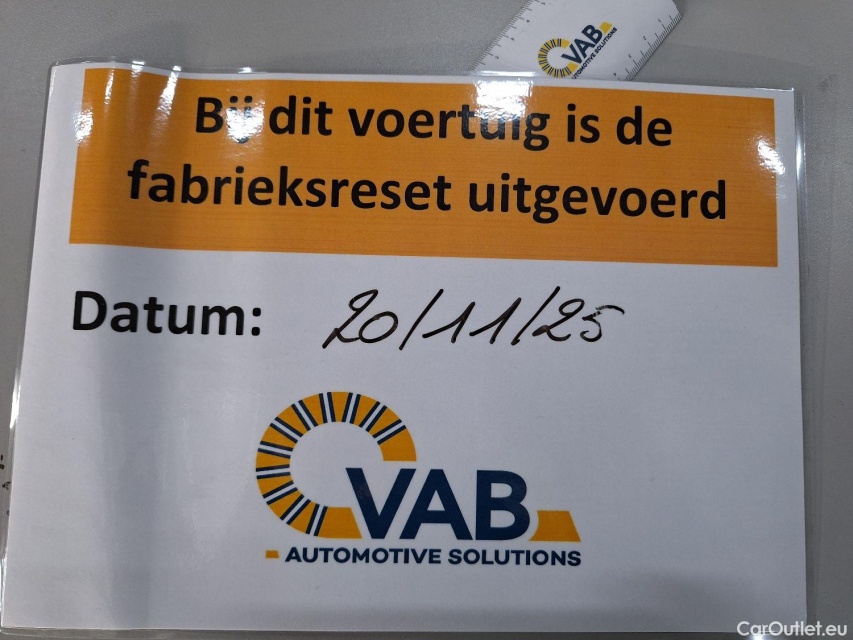 VAB
AUTOMOTIVE SOLUTIONS
Bij dit voertuig is de
fabrieksreset uitgevoerd
Datum: 20/11/25
VAB
AUTOMOTIVE SOLUTIONS
CarOutlet.eu